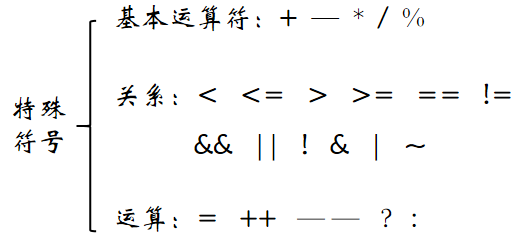 基本运算符：+ — * / %
特殊
符号
关系：< <= > >= == !=
&& || ! & | ~
运算：= ++ —— ? :